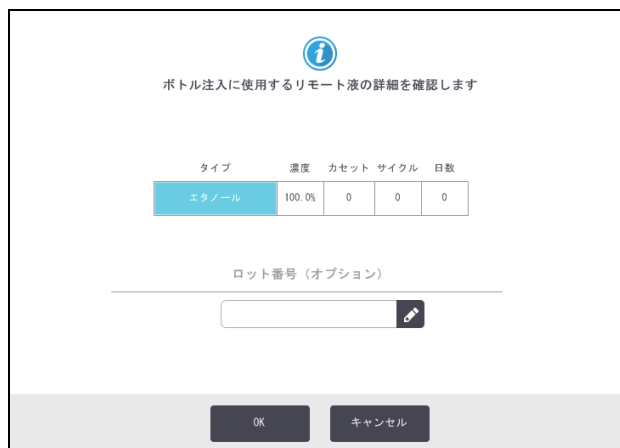 ボトル注入に使用するリモート液の詳細を確認します
タイプ 濃度 カセット サイクル 日数
エタノール 100.0% 0 0 0
ロット番号（オプション）
OK キャンセル